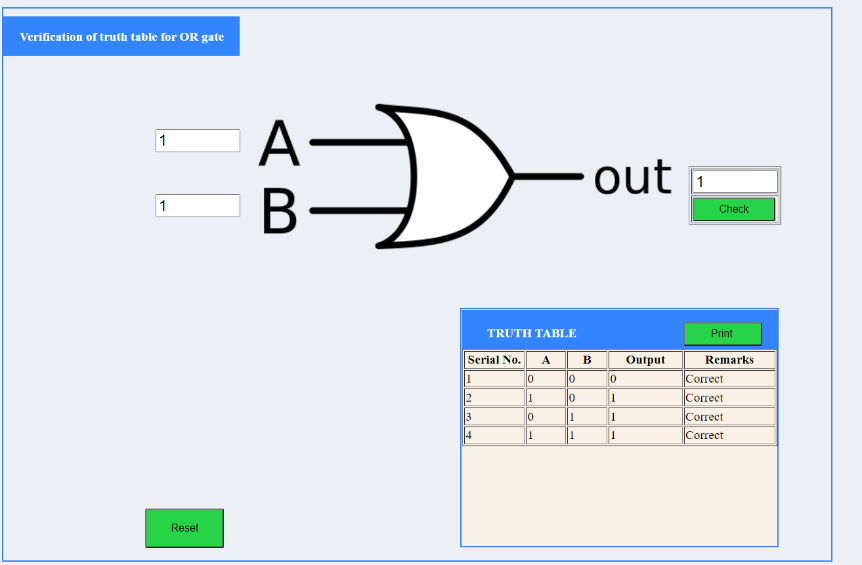 Verification of truth table for OR gate
1
A
1
B
out
1
Check
TRUTH TABLE
Print
Serial No. A B Output Remarks
1 0 0 0 Correct
2 1 0 1 Correct
3 0 1 1 Correct
4 1 1 1 Correct
Reset